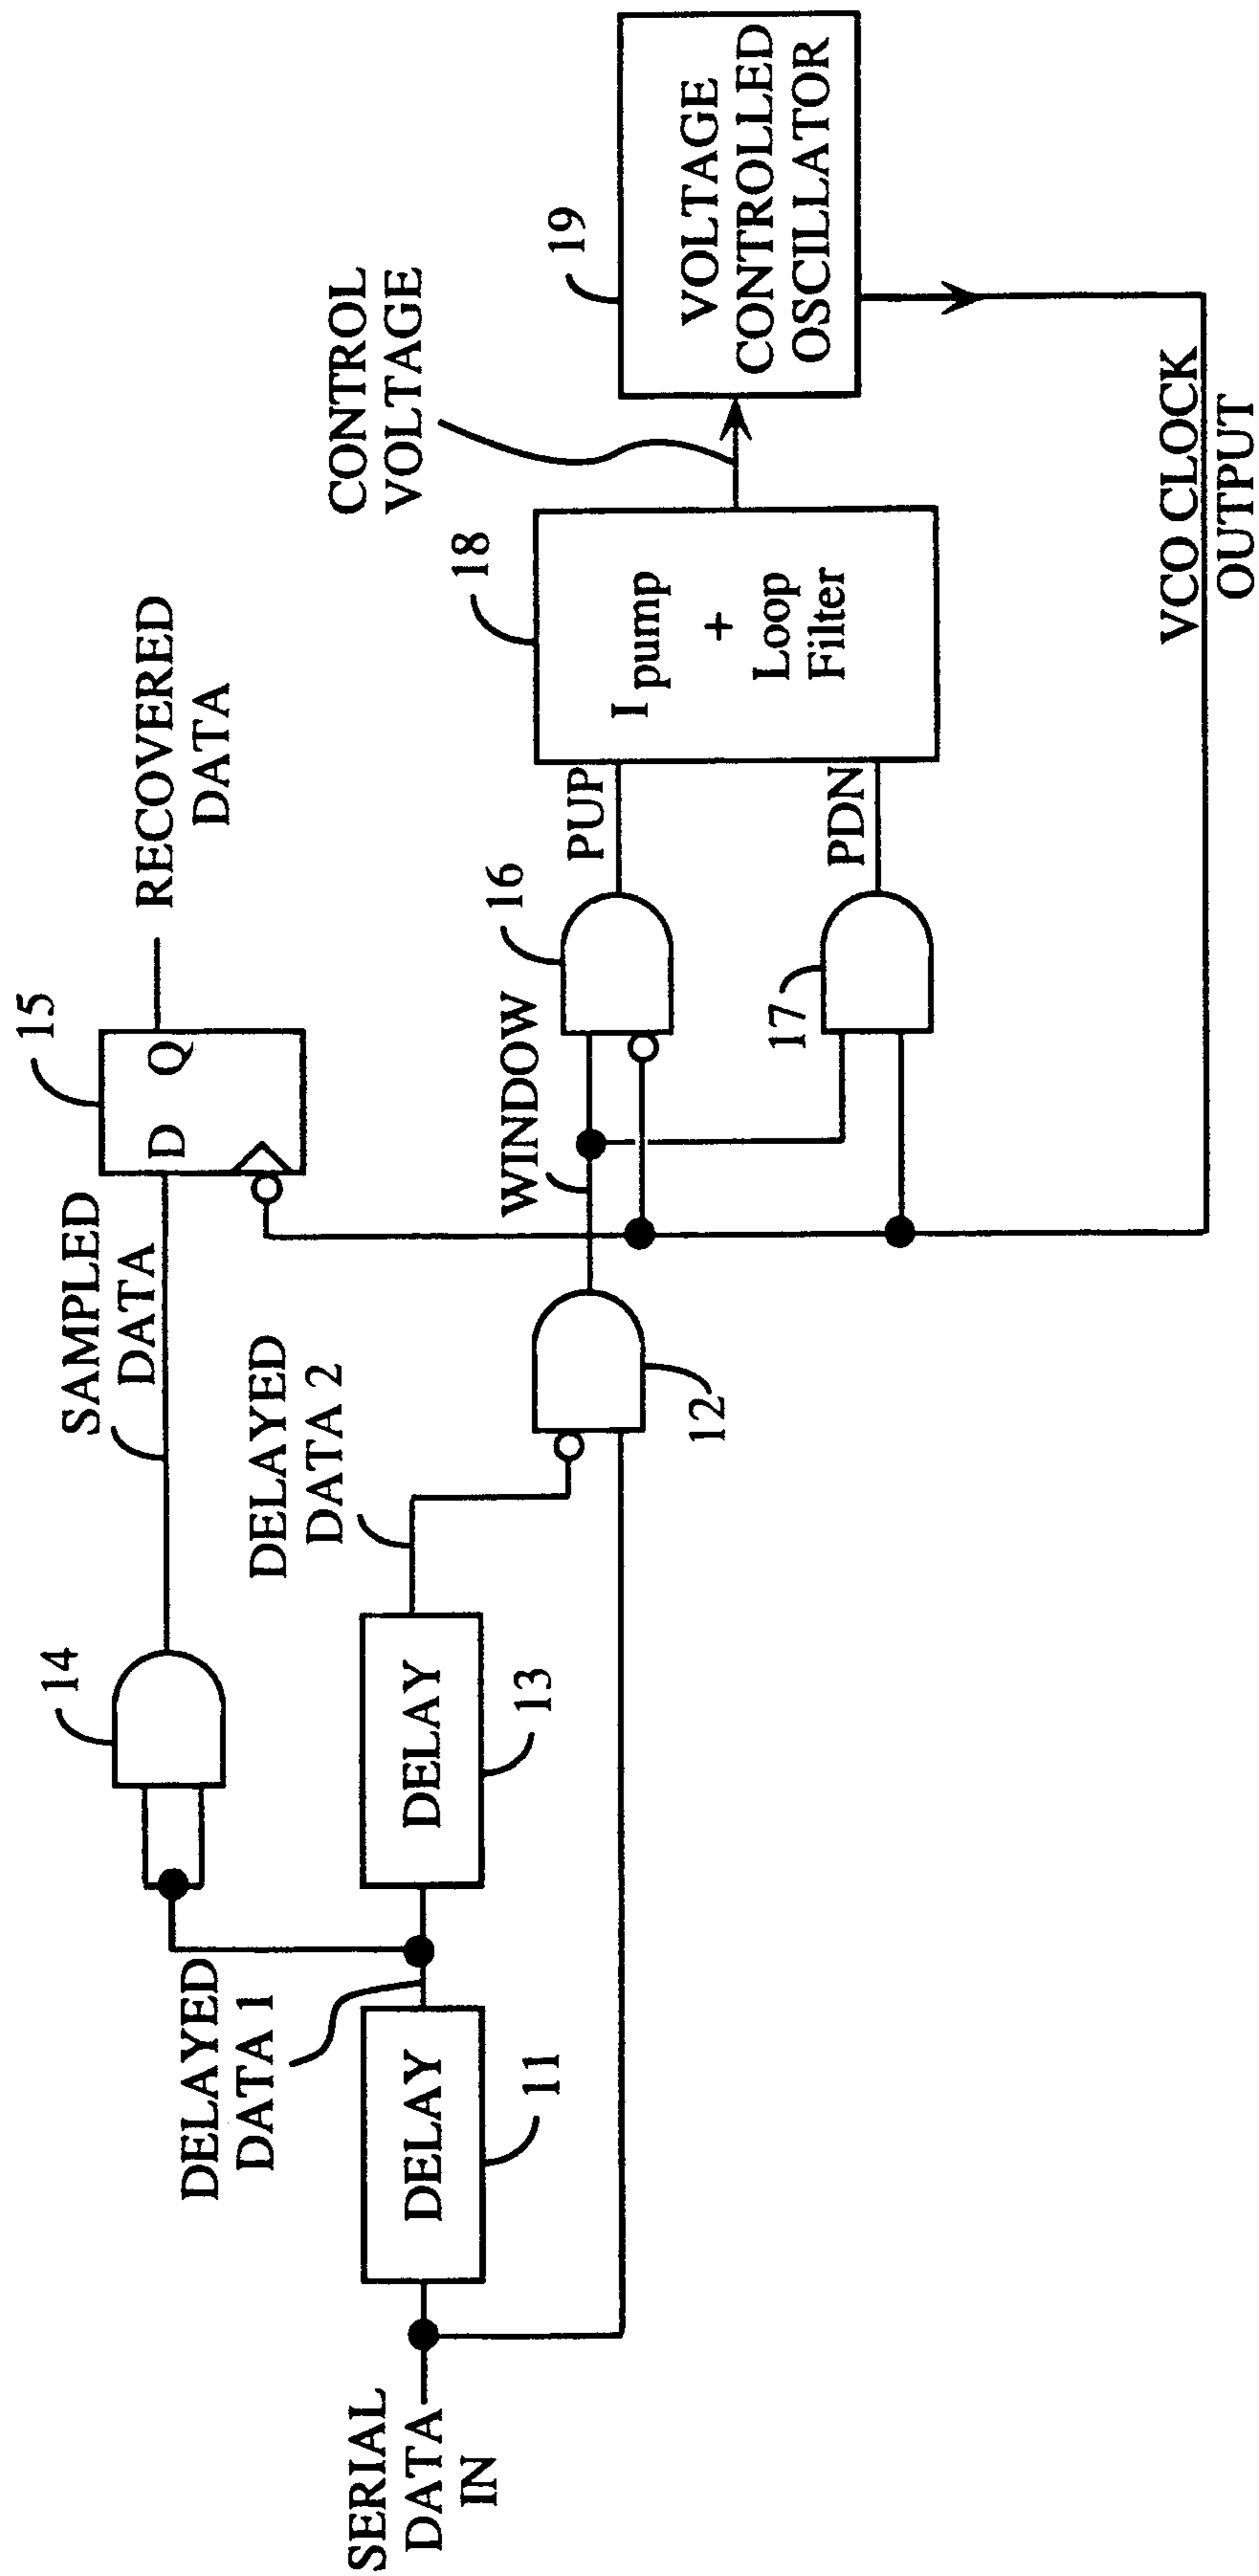 SERIAL
DATA
IN
DELAY
11
DELAYED
DATA 1
DELAY
13
14
DELAYED
DATA 2
12
SAMPLED
DATA
15
D
Q
RECOVERED
DATA
WINDOW
16
17
PUP
PDN
18
I pump
+
Loop
Filter
CONTROL
VOLTAGE
19
VOLTAGE
CONTROLLED
OSCILLATOR
VCO CLOCK
OUTPUT